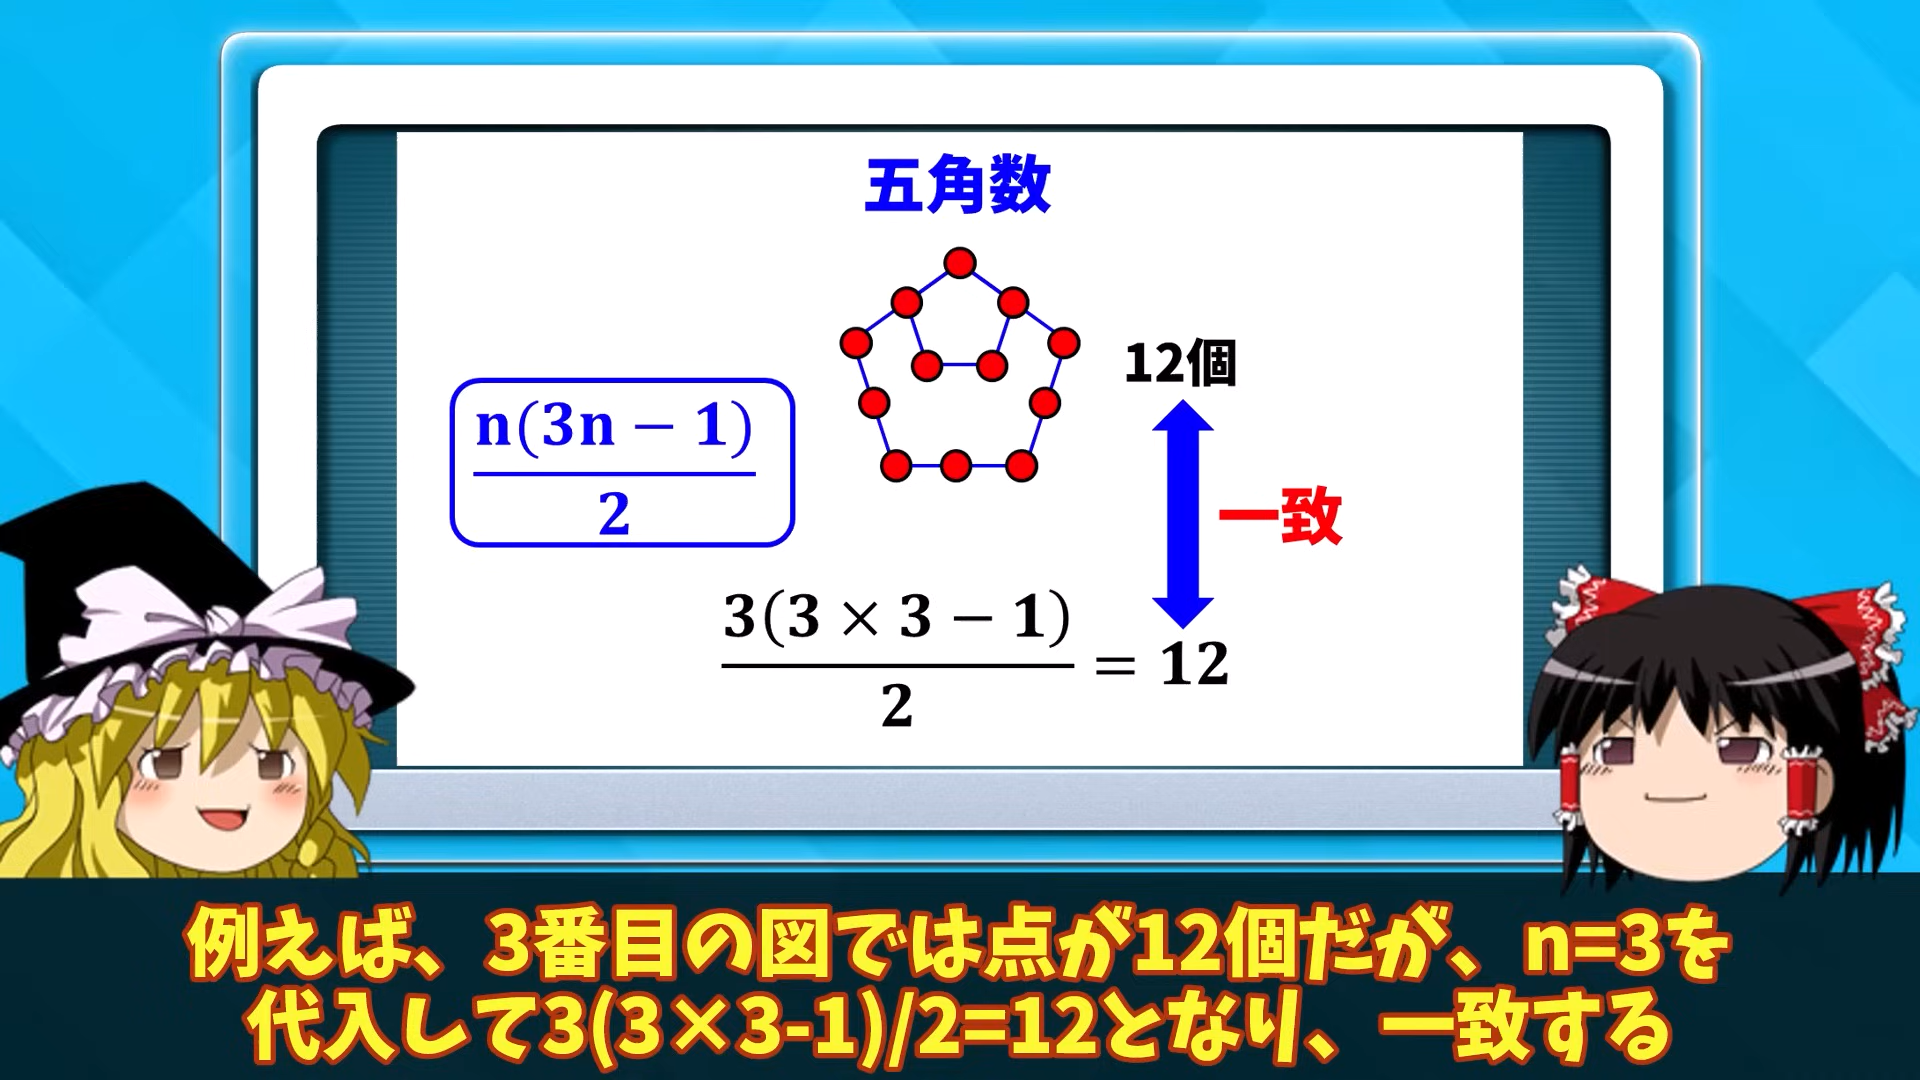 五角数
12個
n(3n − 1)
2
一致
3(3 × 3 − 1)
2
= 12
例えば、3番目の図では点が12個だが、n=3を
代入して3(3×3-1)/2=12となり、一致する